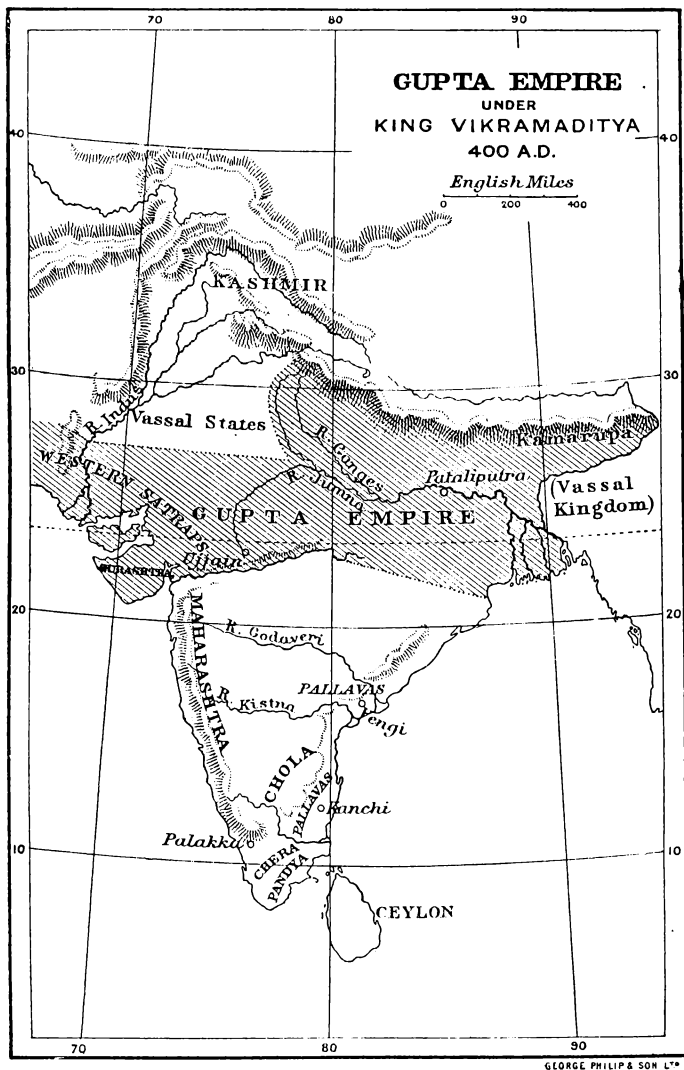 70
80
90
GUPTA EMPIRE
UNDER
KING VIKRAMADITYA
400 A.D.
English Miles
0 200 400
40
40
KASHMIR
30
30
R. Indus
Vassal States
R. Ganges
Kamarupa
WESTERN SATRAPS
R. Jumna
Pataliputra
(Vassal
Kingdom)
GUPTA EMPIRE
Ujjain
SURASHTRA
20
20
MAHARASHTRA
R. Godaveri
PALLAVAS
R. Kistna
Vengi
CHOLA
PALLAVAS
Kanchi
Palakku
10
10
CHERA
PANDYA
CEYLON
70
80
90
GEORGE PHILIP & SON LTD